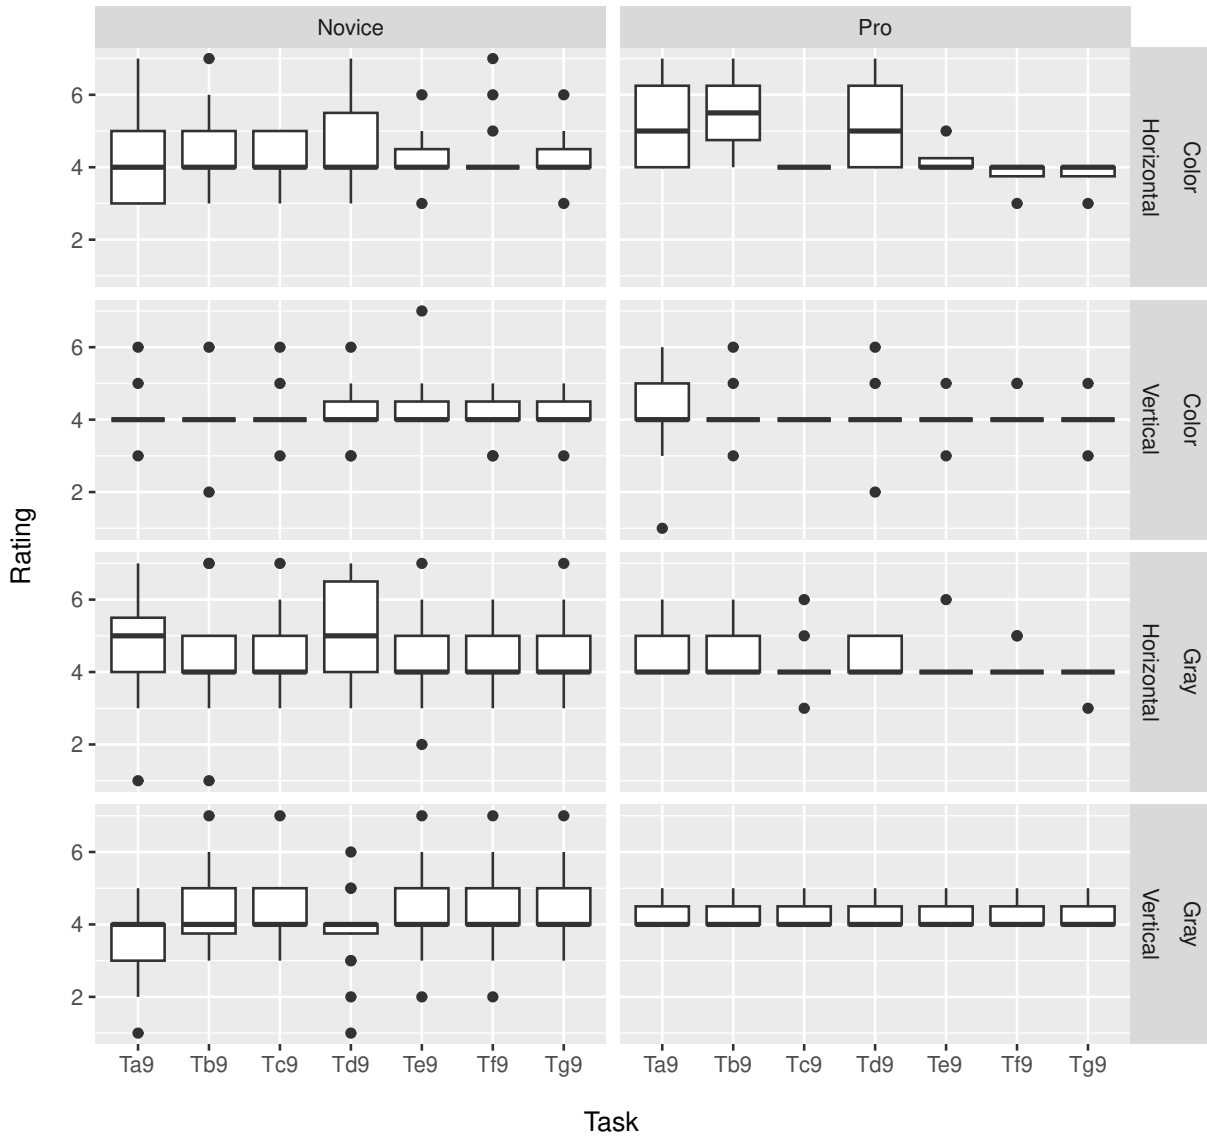 Novice
Pro
6
4
2
Color
Horizontal
6
4
2
Color
Vertical
6
4
2
Gray
Horizontal
6
4
2
Gray
Vertical
Rating
Ta9 Tb9 Tc9 Td9 Te9 Tf9 Tg9
Ta9 Tb9 Tc9 Td9 Te9 Tf9 Tg9
Task